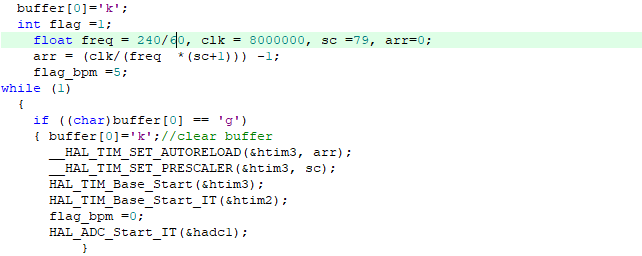 buffer[0]='k';
int flag =1;
float freq = 240/60, clk = 8000000, sc =79, arr=0;
arr = (clk/(freq  *(sc+1))) -1;
flag_bpm =5;
while (1)
{
if ((char)buffer[0] == 'g')
{ buffer[0]='k';//clear buffer
__HAL_TIM_SET_AUTORELOAD(&htim3, arr);
__HAL_TIM_SET_PRESCALER(&htim3, sc);
HAL_TIM_Base_Start(&htim3);
HAL_TIM_Base_Start_IT(&htim2);
flag_bpm =0;
HAL_ADC_Start_IT(&hadc1);
}